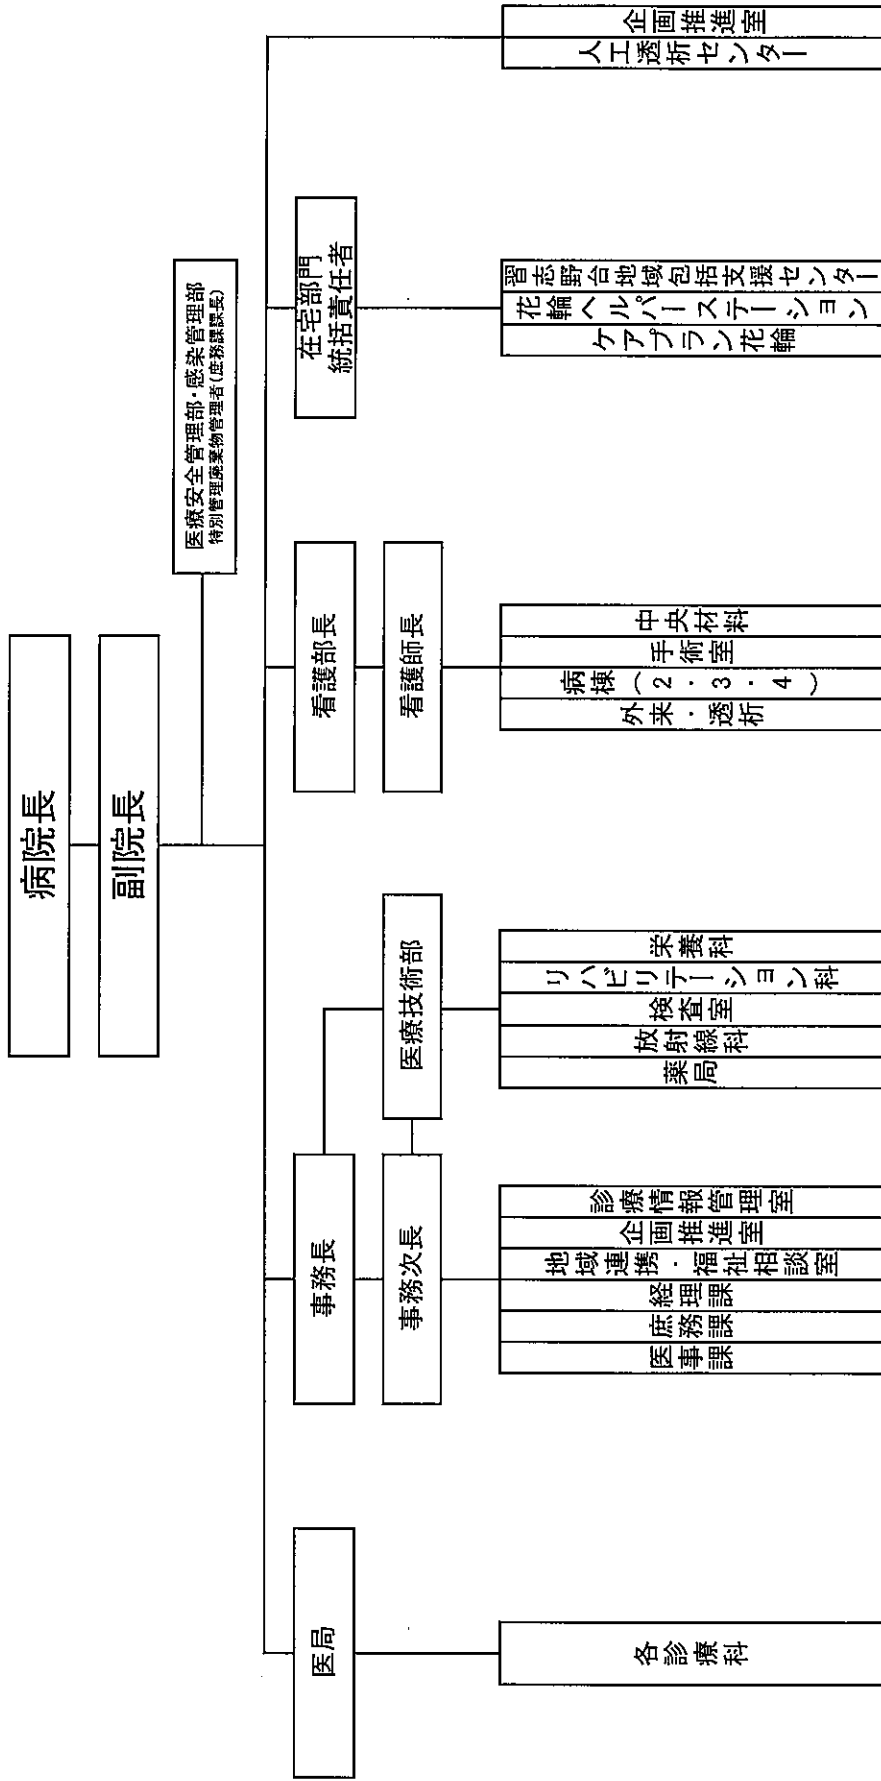 病院長
副院長
医療安全管理部・感染管理部
特別管理廃棄物管理者(庶務課課長)
医局
事務長
看護部長
在宅部門
統括責任者
事務次長
医療技術部
看護師長
各診療科
医事課
庶務課
経理課
地域連携・福祉相談室
企画推進室
診療情報管理室
薬局
放射線科
検査室
リハビリテーション科
栄養科
外来・透析
病棟(2・3・4)
手術室
中央材料
ケアプラン花輪
花輪ヘルパーステーション
習志野台地域包括支援センター
人工透析センター
企画推進室